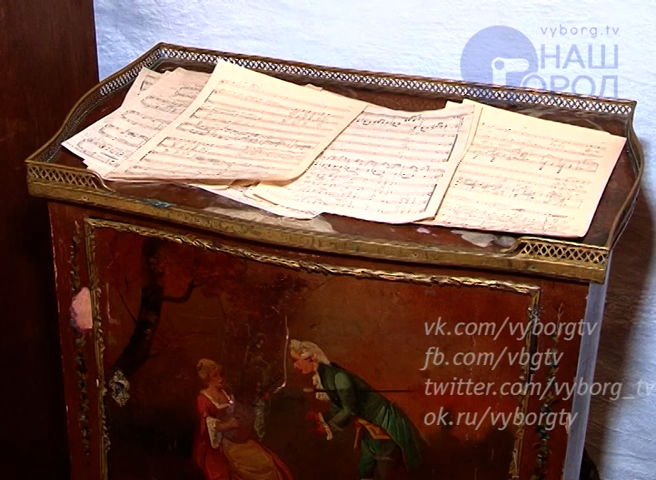 vyborg.tv
НАШ
гОРОД
vk.com/vyborgtv
fb.com/vbgtv
twitter.com/vyborg_tv
ok.ru/vyborgtv